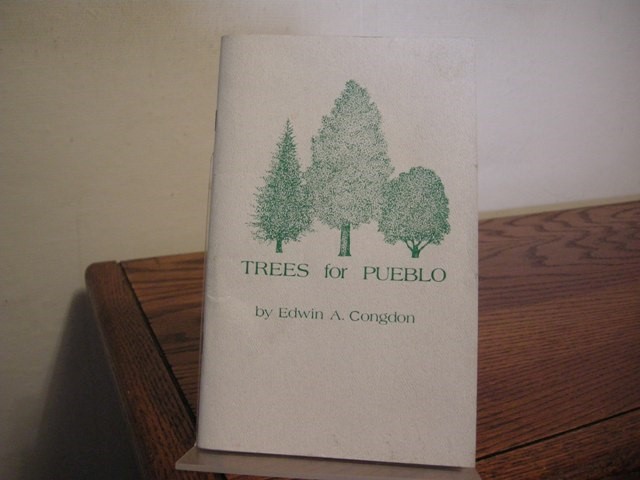 TREES for PUEBLO
by Edwin A. Congdon